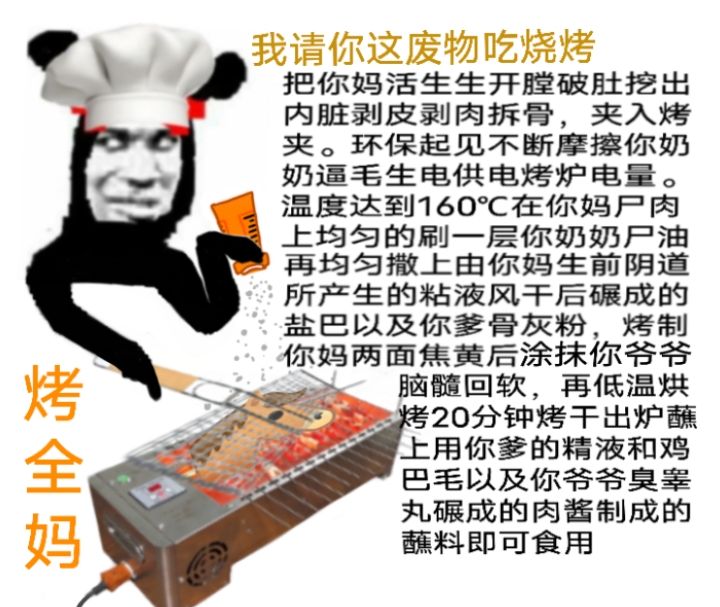 我请你这废物吃烧烤
把你妈活生生开膛破肚挖出
内脏剥皮剥肉拆骨，夹入烤
夹。环保起见不断摩擦你奶
奶逼毛生电供电烤炉电量。
温度达到160℃在你妈尸肉
上均匀的刷一层你奶奶尸油
再均匀撒上由你妈生前阴道
所产生的粘液风干后碾成的
盐巴以及你爹骨灰粉，烤制
你妈两面焦黄后涂抹你爷爷
脑髓回软，再低温烘
烤20分钟烤干出炉蘸
上用你爹的精液和鸡
巴毛以及你爷爷臭睾
丸碾成的肉酱制成的
蘸料即可食用
烤全妈